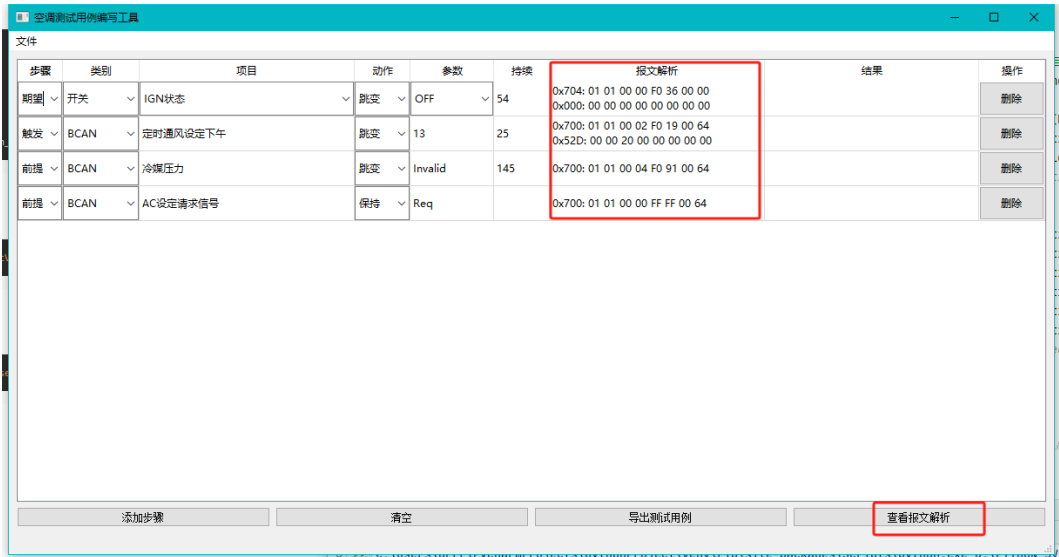 空调测试用例编写工具
文件
步骤 类别 项目 动作 参数 持续 报文解析 结果 操作
期望 开关 IGN状态 跳变 OFF 54 0x704: 01 01 00 00 F0 36 00 00 删除
0x000: 00 00 00 00 00 00 00 00
触发 BCAN 定时通风设定下午 跳变 13 25 0x700: 01 01 00 02 F0 19 00 64 删除
0x52D: 00 00 20 00 00 00 00 00
前提 BCAN 冷媒压力 跳变 Invalid 145 0x700: 01 01 00 04 F0 91 00 64 删除
前提 BCAN AC设定请求信号 保持 Req 0x700: 01 01 00 00 FF FF 00 64 删除
添加步骤 清空 导出测试用例 查看报文解析